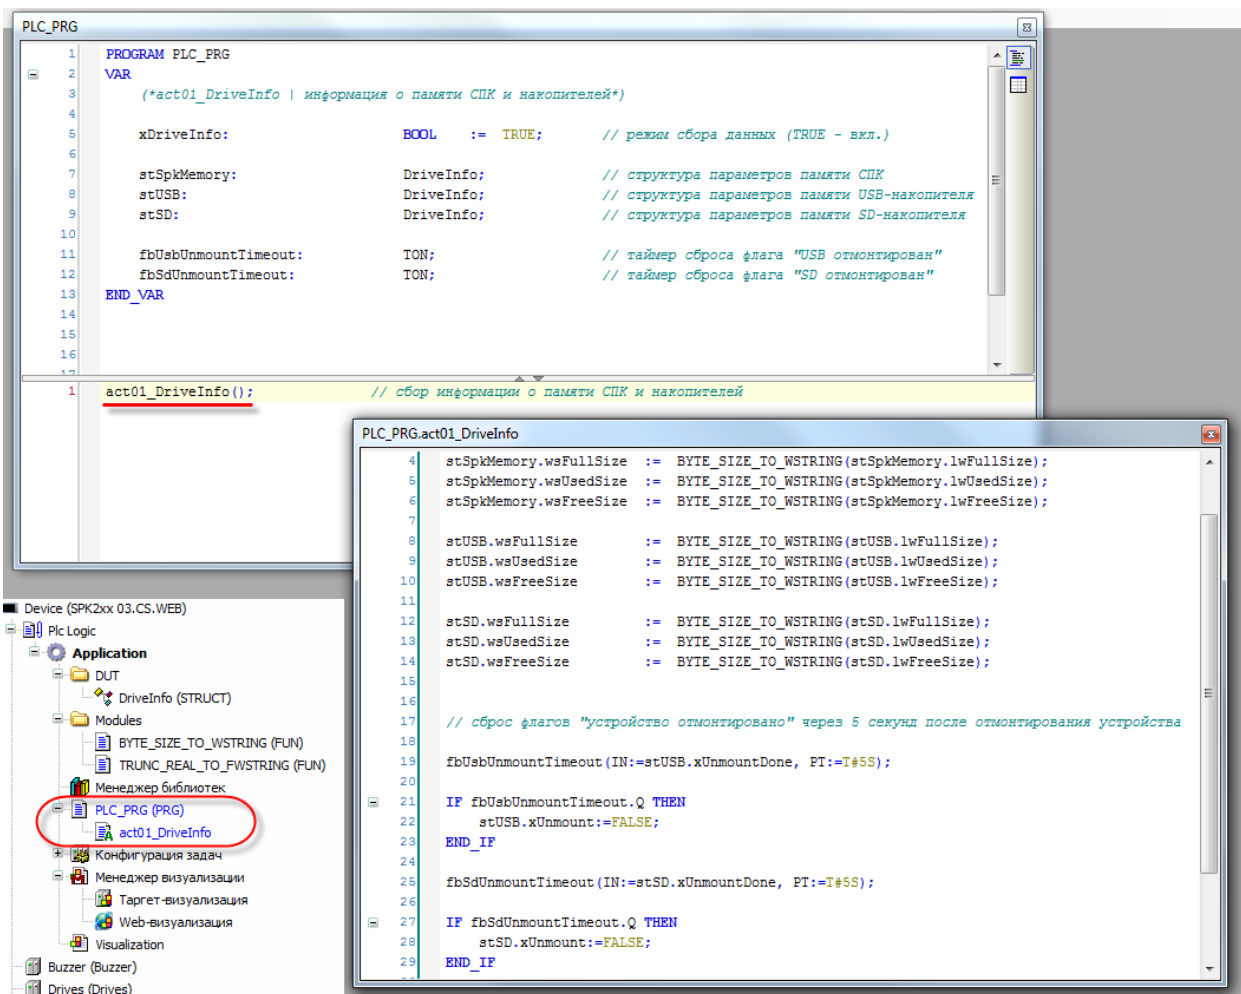 PLC_PRG
1 PROGRAM PLC_PRG
2 VAR
3 (*act01_DriveInfo | информация о памяти СПК и накопителей*)
4
5 xDriveInfo: BOOL := TRUE; // режим сбора данных (TRUE - вкл.)
6
7 stSpkMemory: DriveInfo; // структура параметров памяти СПК
8 stUSB: DriveInfo; // структура параметров памяти USB-накопителя
9 stSD: DriveInfo; // структура параметров памяти SD-накопителя
10
11 fbUsbUnmountTimeout: TON; // таймер сброса флага "USB отмонтирован"
12 fbSdUnmountTimeout: TON; // таймер сброса флага "SD отмонтирован"
13 END_VAR
14
15
16
17
1 act01_DriveInfo(); // сбор информации о памяти СПК и накопителей
PLC_PRG.act01_DriveInfo
4 stSpkMemory.wsFullSize := BYTE_SIZE_TO_WSTRING(stSpkMemory.lwFullSize);
5 stSpkMemory.wsUsedSize := BYTE_SIZE_TO_WSTRING(stSpkMemory.lwUsedSize);
6 stSpkMemory.wsFreeSize := BYTE_SIZE_TO_WSTRING(stSpkMemory.lwFreeSize);
7
8 stUSB.wsFullSize := BYTE_SIZE_TO_WSTRING(stUSB.lwFullSize);
9 stUSB.wsUsedSize := BYTE_SIZE_TO_WSTRING(stUSB.lwUsedSize);
10 stUSB.wsFreeSize := BYTE_SIZE_TO_WSTRING(stUSB.lwFreeSize);
11
12 stSD.wsFullSize := BYTE_SIZE_TO_WSTRING(stSD.lwFullSize);
13 stSD.wsUsedSize := BYTE_SIZE_TO_WSTRING(stSD.lwUsedSize);
14 stSD.wsFreeSize := BYTE_SIZE_TO_WSTRING(stSD.lwFreeSize);
15
16
17 // сброс флагов "устройство отмонтировано" через 5 секунд после отмонтирования устройства
18
19 fbUsbUnmountTimeout(IN:=stUSB.xUnmountDone, PT:=T#5S);
20
21 IF fbUsbUnmountTimeout.Q THEN
22 stUSB.xUnmount:=FALSE;
23 END_IF
24
25 fbSdUnmountTimeout(IN:=stSD.xUnmountDone, PT:=T#5S);
26
27 IF fbSdUnmountTimeout.Q THEN
28 stSD.xUnmount:=FALSE;
29 END_IF
Device (SPK2xx 03.CS.WEB)
Plc Logic
Application
DUT
DriveInfo (STRUCT)
Modules
BYTE_SIZE_TO_WSTRING (FUN)
TRUNC_REAL_TO_FWSTRING (FUN)
Менеджер библиотек
PLC_PRG (PRG)
act01_DriveInfo
Конфигурация задач
Менеджер визуализации
Таргет-визуализация
Web-визуализация
Visualization
Buzzer (Buzzer)
Drives (Drives)